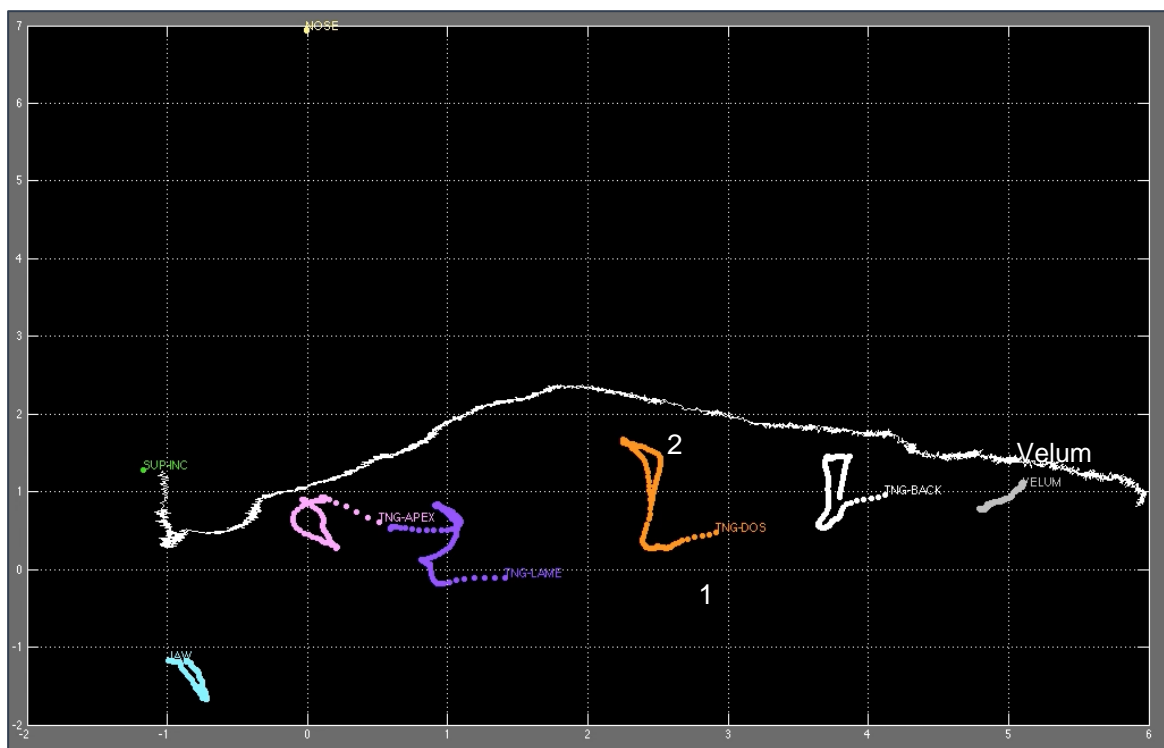 7
NOSE
6
5
4
3
2
2
Velum
SUP-INC
VELUM
1
TNG-BACK
TNG-APEX
TNG-DOS
0
TNG-LAME
1
-1
JAW
-2
-2 -1 0 1 2 3 4 5 6